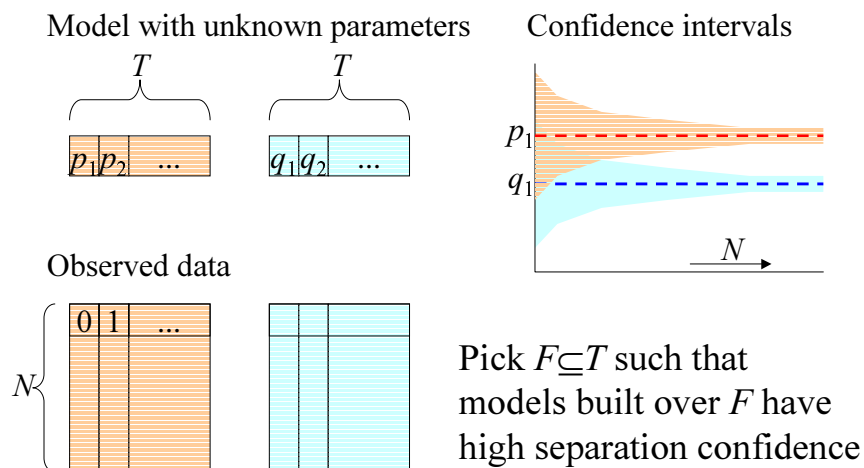 Model with unknown parameters
T
T
p₁ p₂ ...
q₁ q₂ ...
Confidence intervals
p₁
q₁
N
Observed data
N
0 1 ...
Pick F⊆T such that
models built over F have
high separation confidence